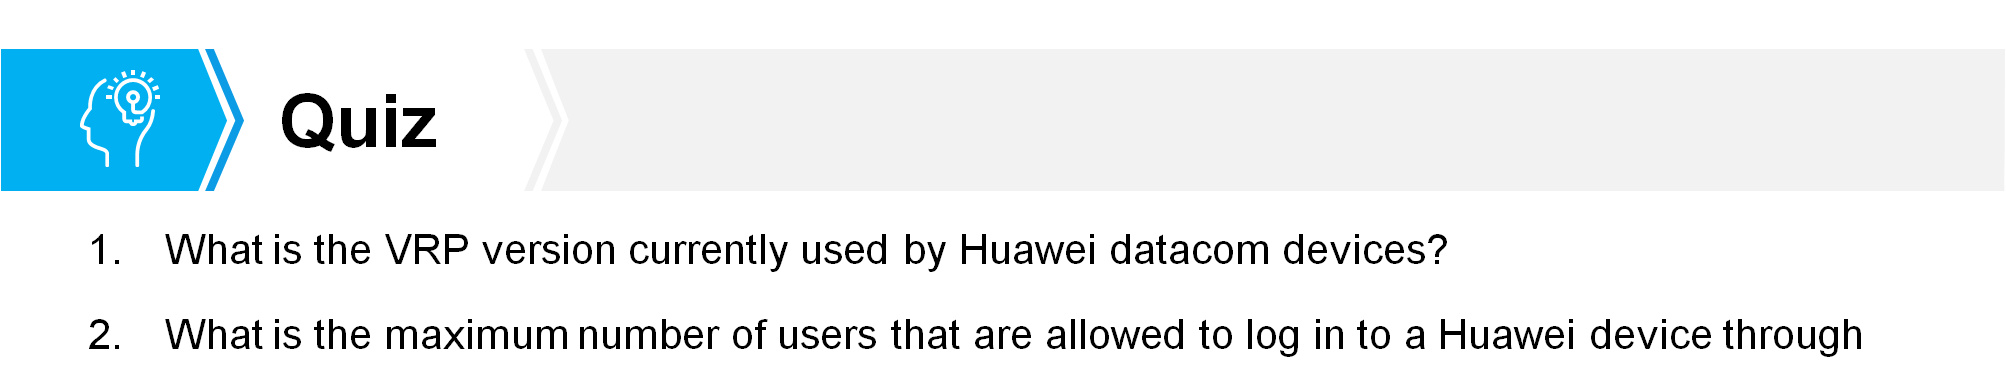 Quiz
1. What is the VRP version currently used by Huawei datacom devices?
2. What is the maximum number of users that are allowed to log in to a Huawei device through